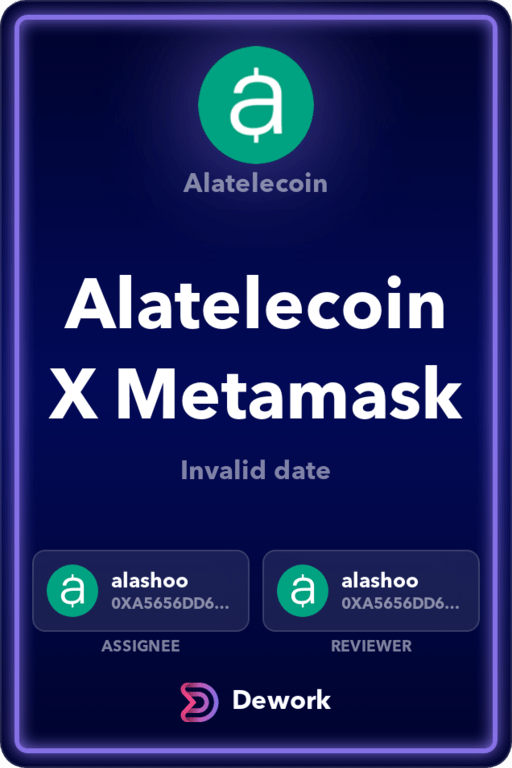 Alatelecoin
Alatelecoin
X Metamask
Invalid date
alashoo
0XA5656DD6...
ASSIGNEE
alashoo
0XA5656DD6...
REVIEWER
Dework